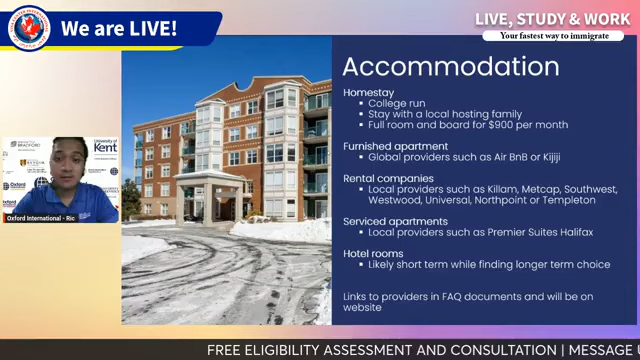 We are LIVE!
LIVE, STUDY & WORK
Your fastest way to immigrate
Accommodation
Homestay
▪ College run
▪ Stay with a local hosting family
▪ Full room and board for $900 per month
Furnished apartment
▪ Global providers such as Air BnB or Kijiji
Rental companies
▪ Local providers such as Killam, Metcap, Southwest,
Westwood, Universal, Northpoint or Templeton
Serviced apartments
▪ Local providers such as Premier Suites Halifax
Hotel rooms
▪ Likely short term while finding longer term choice
Links to providers in FAQ documents and will be on
website
BRADFORD
University of
Kent
Oxford
Oxford International - Ric
FREE ELIGIBILITY ASSESSMENT AND CONSULTATION | MESSAGE U